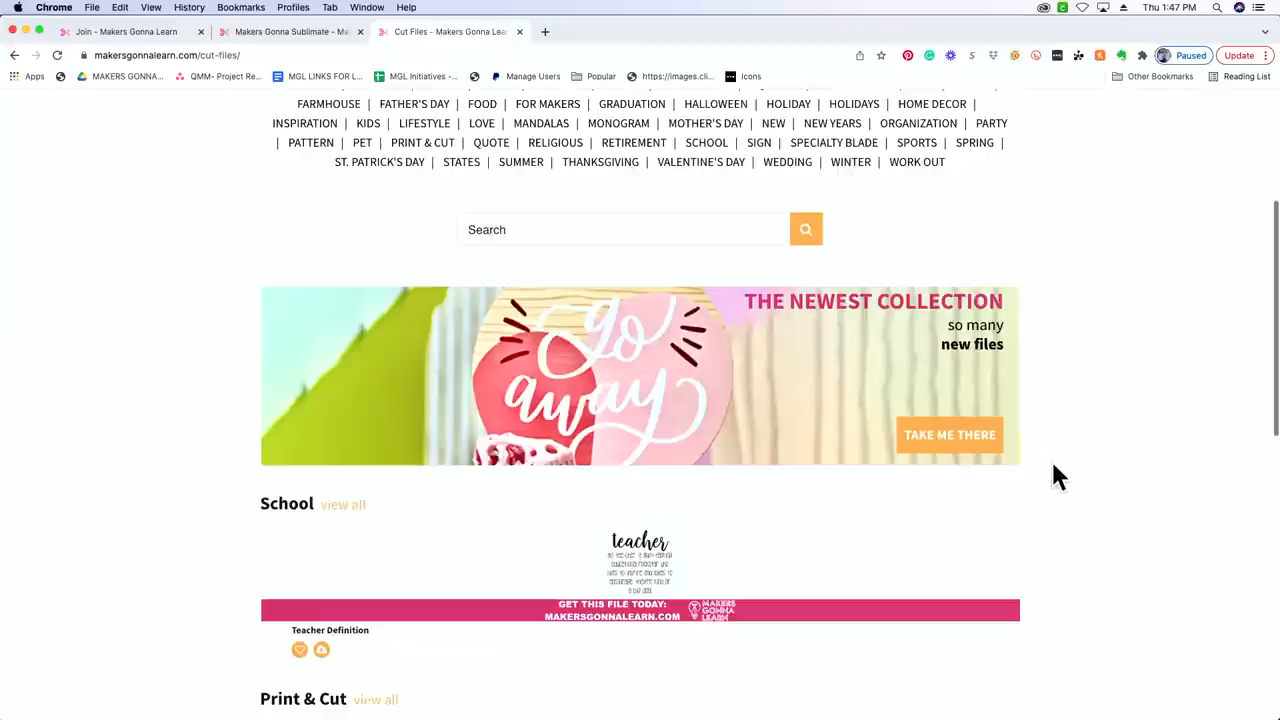 Chrome File Edit View History Bookmarks Profiles Tab Window Help Thu 1:47 PM
Join - Makers Gonna Learn Makers Gonna Sublimate - Ma Cut Files - Makers Gonna Lea
makersgonnalearn.com/cut-files/ Paused Update
Apps MAKERS GONNA... QMM- Project Re... MGL LINKS FOR L... MGL Initiatives -... Manage Users Popular https://images.cli... Icons Other Bookmarks Reading List
FARMHOUSE | FATHER'S DAY | FOOD | FOR MAKERS | GRADUATION | HALLOWEEN | HOLIDAY | HOLIDAYS | HOME DECOR |
INSPIRATION | KIDS | LIFESTYLE | LOVE | MANDALAS | MONOGRAM | MOTHER'S DAY | NEW | NEW YEARS | ORGANIZATION | PARTY
| PATTERN | PET | PRINT & CUT | QUOTE | RELIGIOUS | RETIREMENT | SCHOOL | SIGN | SPECIALTY BLADE | SPORTS | SPRING |
ST. PATRICK'S DAY | STATES | SUMMER | THANKSGIVING | VALENTINE'S DAY | WEDDING | WINTER | WORK OUT
Search
THE NEWEST COLLECTION
so many
new files
go
away
TAKE ME THERE
School view all
teacher
GET THIS FILE TODAY:
MAKERSGONNALEARN.COM
MAKERS
GONNA
LEARN
Teacher Definition
Print & Cut view all